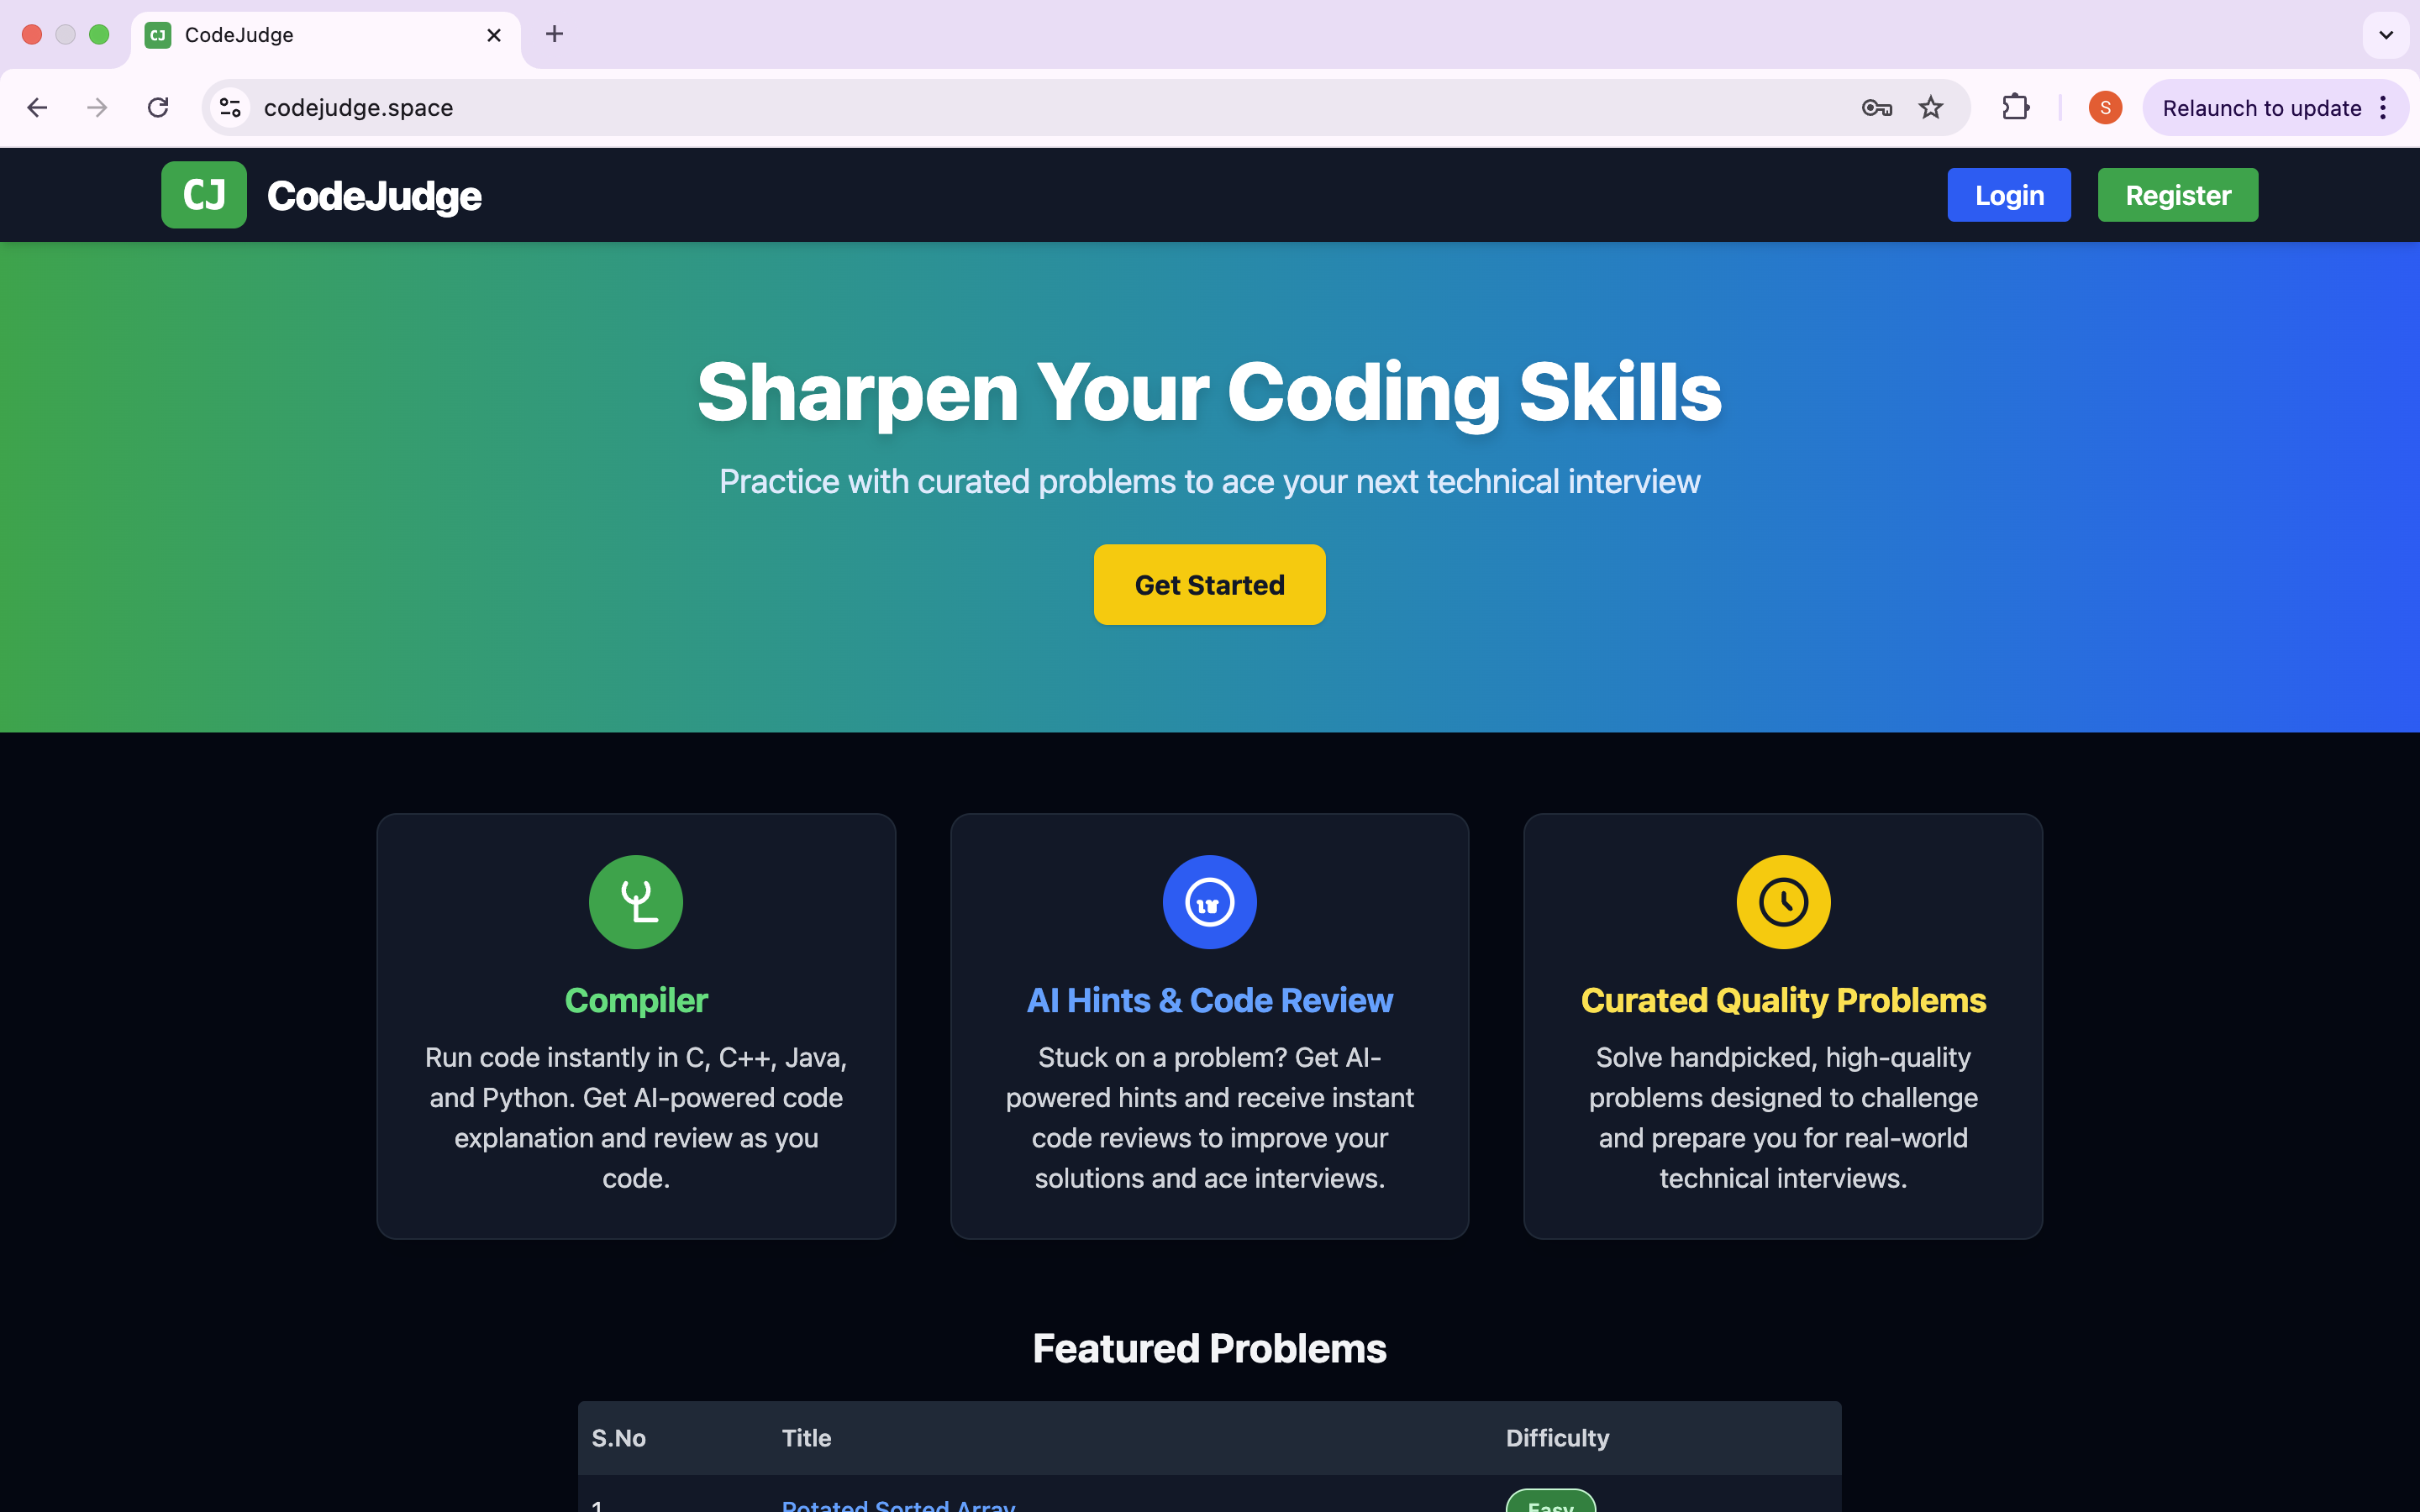 CJ CodeJudge
codejudge.space
S Relaunch to update
CJ CodeJudge Login Register
Sharpen Your Coding Skills
Practice with curated problems to ace your next technical interview
Get Started
Compiler
Run code instantly in C, C++, Java,
and Python. Get AI-powered code
explanation and review as you
code.
AI Hints & Code Review
Stuck on a problem? Get AI-
powered hints and receive instant
code reviews to improve your
solutions and ace interviews.
Curated Quality Problems
Solve handpicked, high-quality
problems designed to challenge
and prepare you for real-world
technical interviews.
Featured Problems
S.No Title Difficulty
1 Rotated Sorted Array Easy